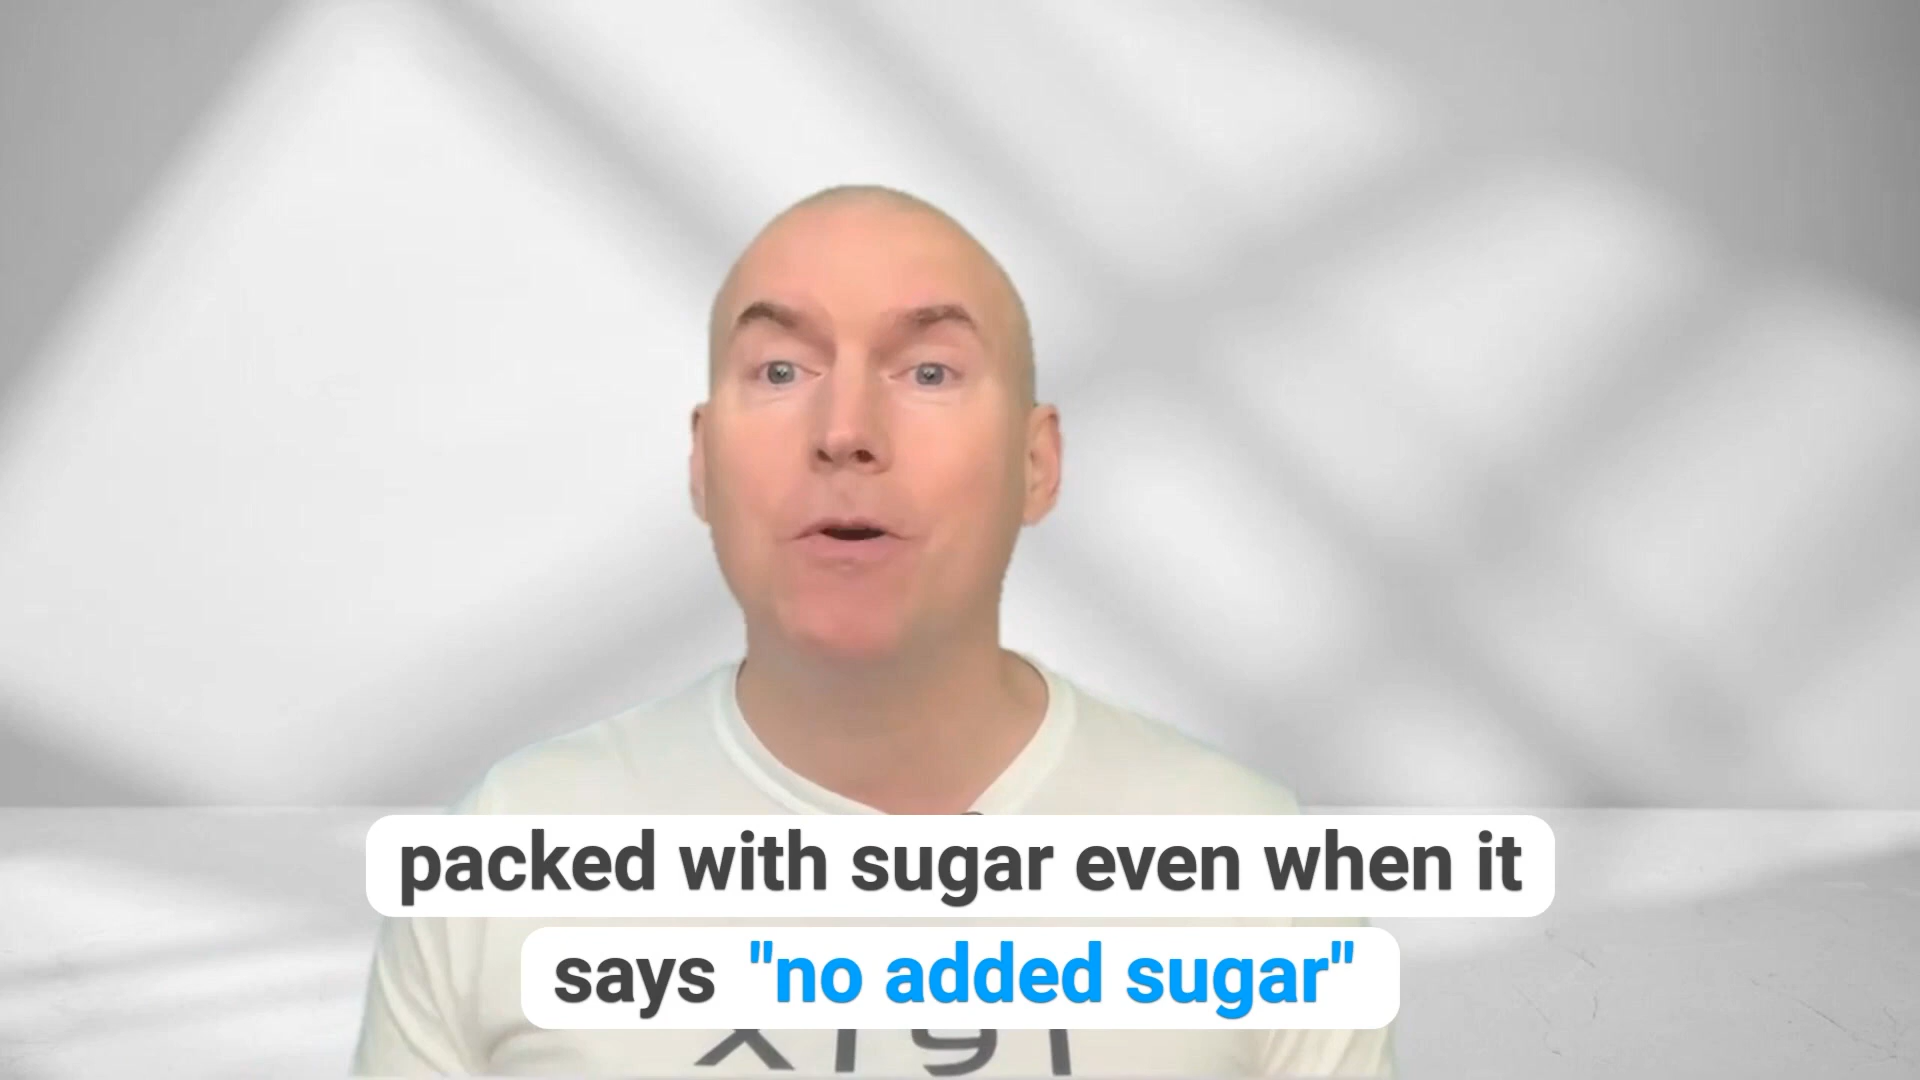 packed with sugar even when it
says "no added sugar"